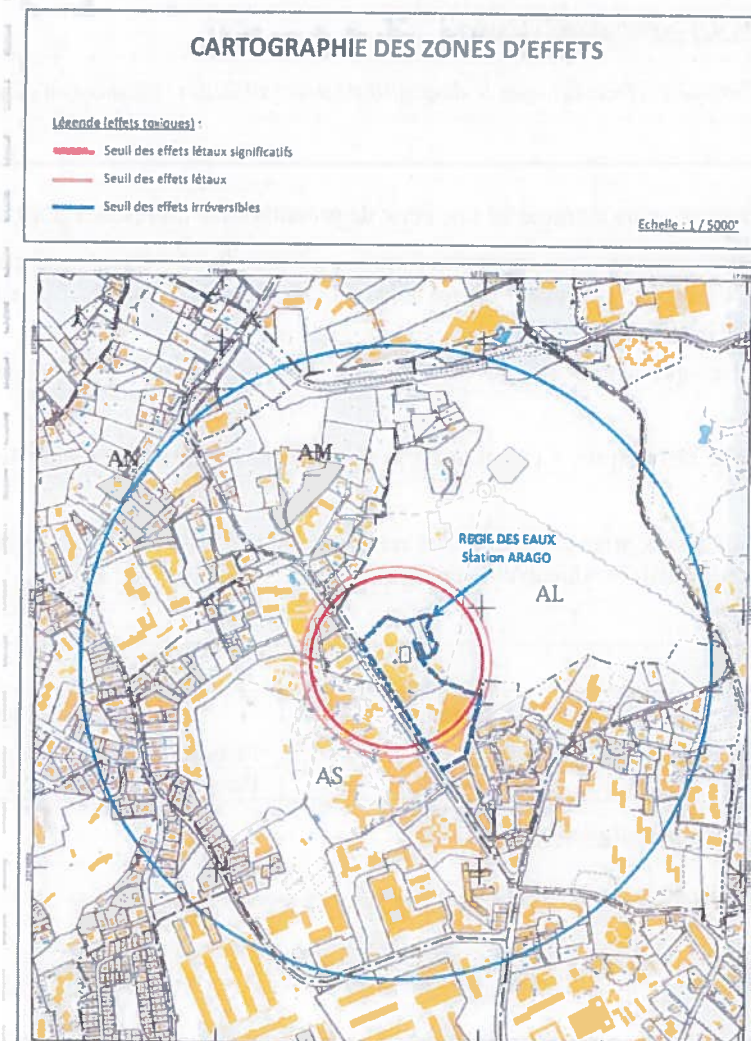 CARTOGRAPHIE DES ZONES D'EFFETS
Légende (effets toxiques) :
Seuil des effets létaux significatifs
Seuil des effets létaux
Seuil des effets irréversibles
Echelle : 1 / 5000°
AN
AM
REGIE DES EAUX
Station ARAGO
AL
AS